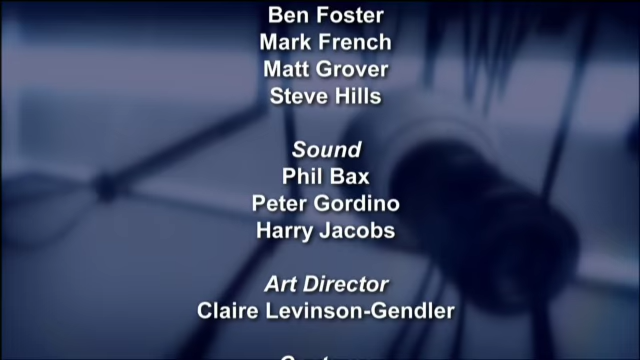 Ben Foster
Mark French
Matt Grover
Steve Hills
Sound
Phil Bax
Peter Gordino
Harry Jacobs
Art Director
Claire Levinson-Gendler